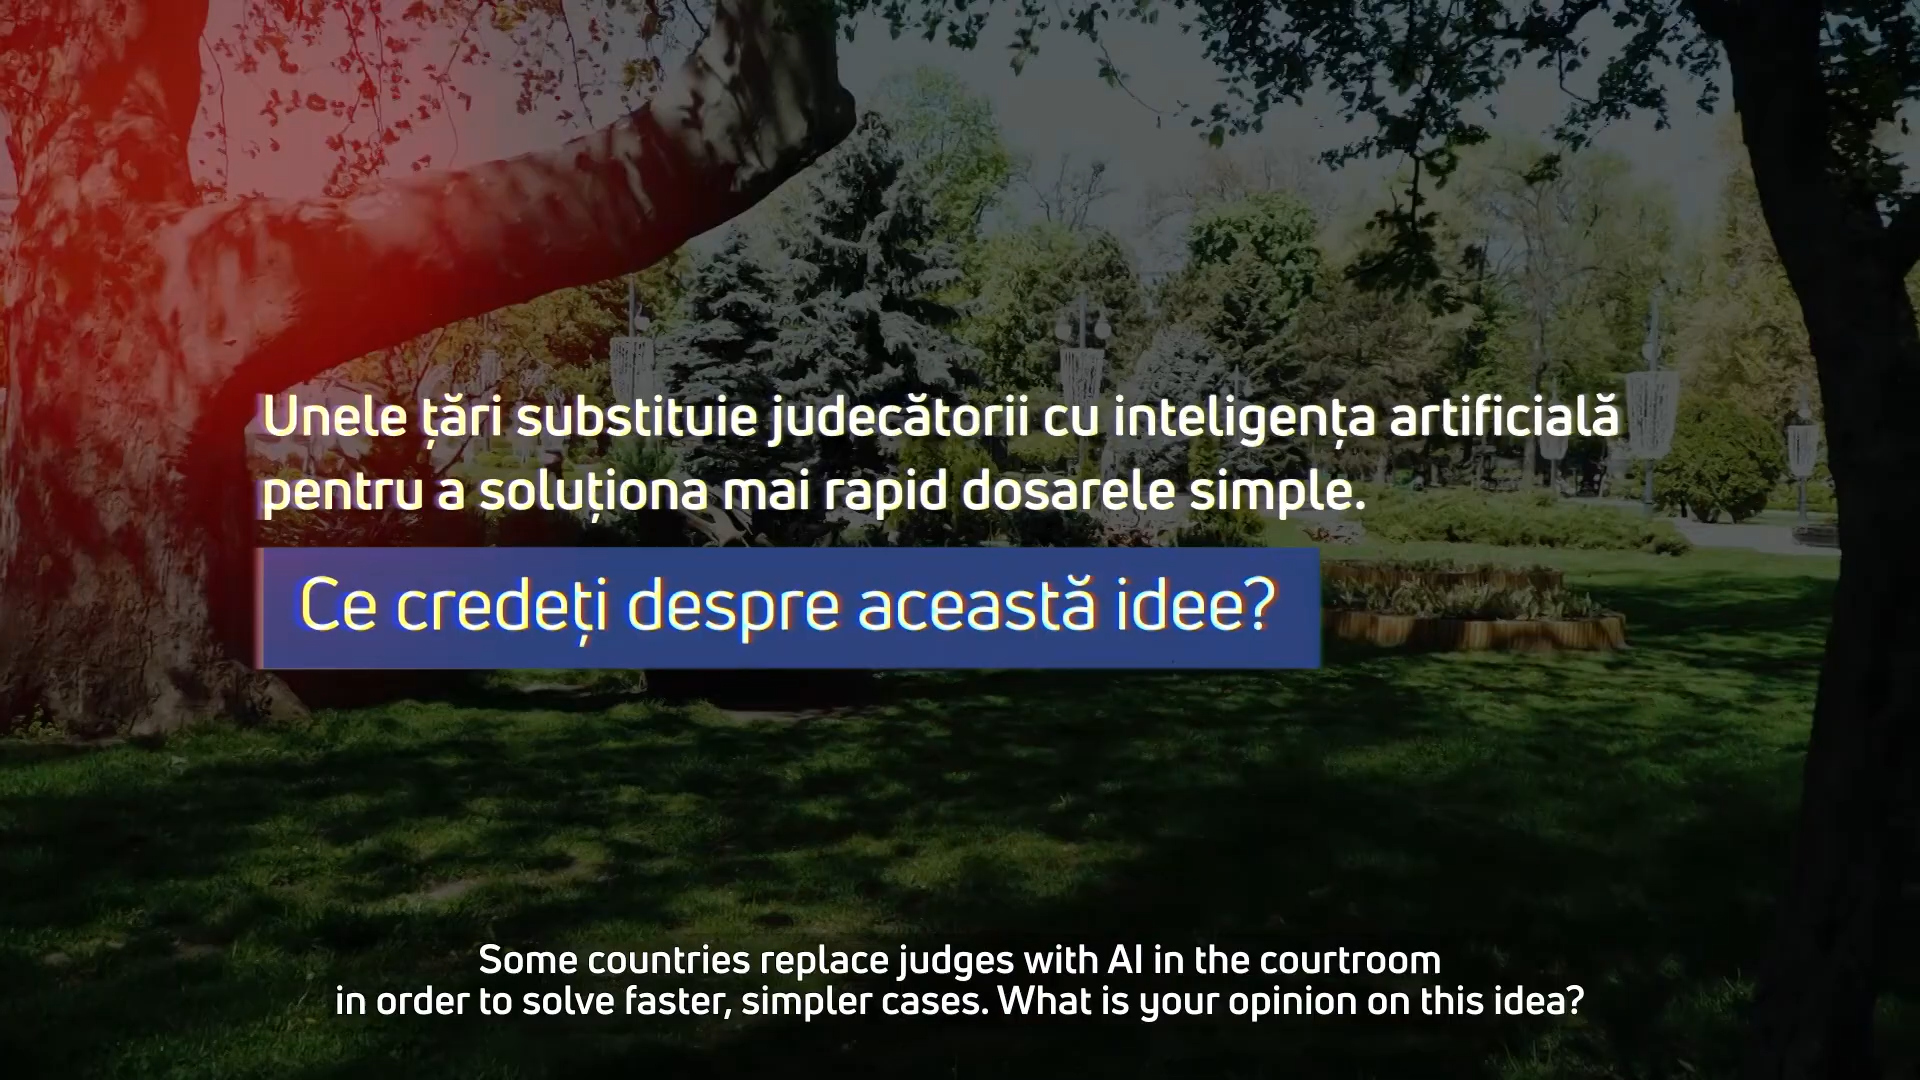 Unele țări substituie judecătorii cu inteligența artificială
pentru a soluționa mai rapid dosarele simple.
Ce credeți despre această idee?
Some countries replace judges with AI in the courtroom
in order to solve faster, simpler cases. What is your opinion on this idea?